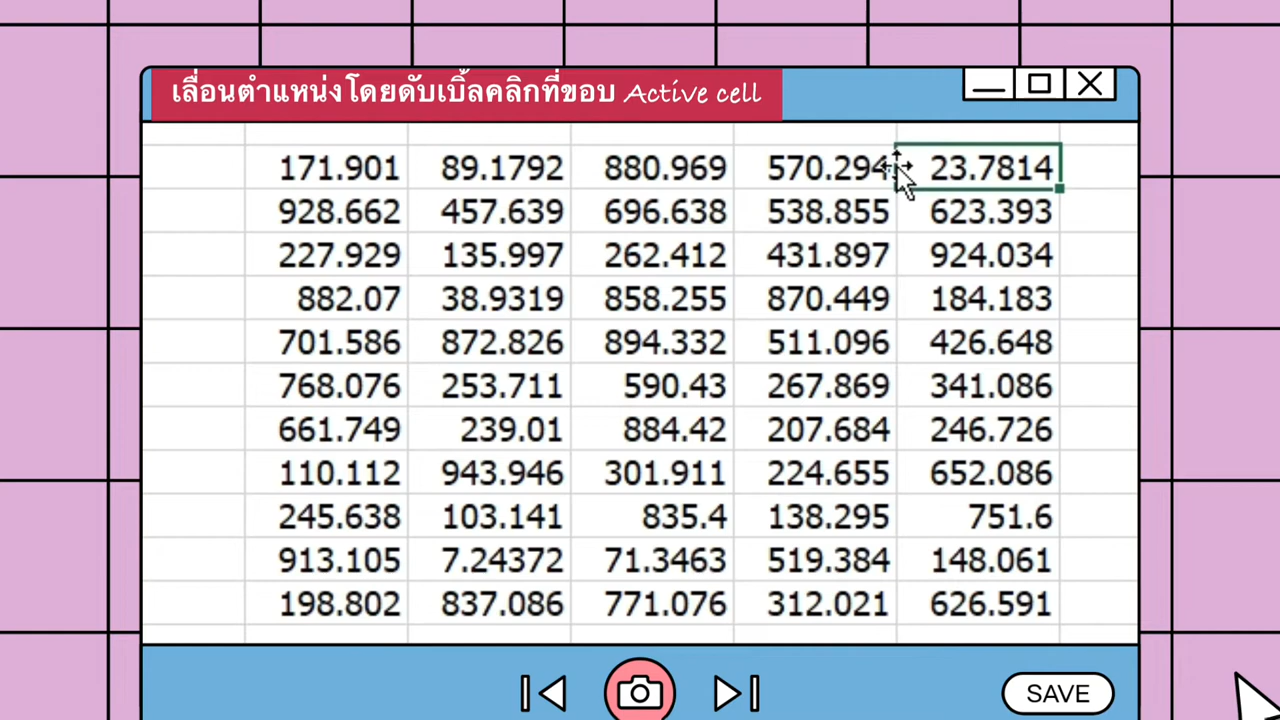 เลื่อนตำแหน่งโดยดับเบิ้ลคลิกที่ขอบ Active cell
171.901 89.1792 880.969 570.294 23.7814
928.662 457.639 696.638 538.855 623.393
227.929 135.997 262.412 431.897 924.034
882.07 38.9319 858.255 870.449 184.183
701.586 872.826 894.332 511.096 426.648
768.076 253.711 590.43 267.869 341.086
661.749 239.01 884.42 207.684 246.726
110.112 943.946 301.911 224.655 652.086
245.638 103.141 835.4 138.295 751.6
913.105 7.24372 71.3463 519.384 148.061
198.802 837.086 771.076 312.021 626.591
SAVE